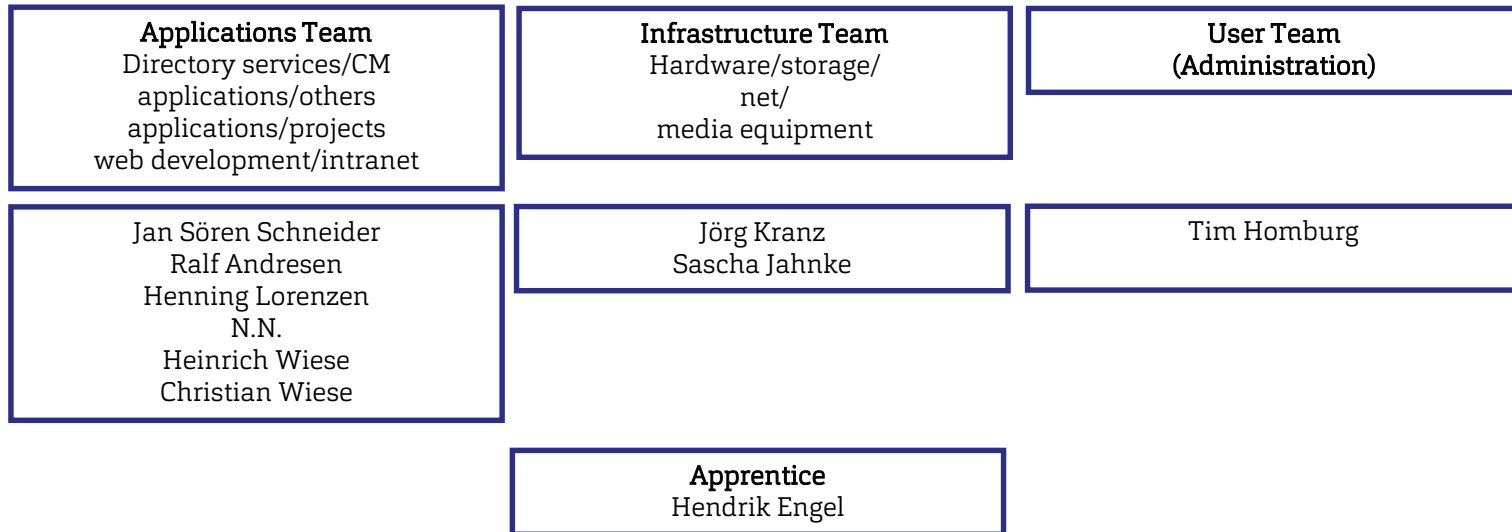 Applications Team
Directory services/CM
applications/others
applications/projects
web development/intranet
Infrastructure Team
Hardware/storage/
net/
media equipment
User Team
(Administration)
Jan Sören Schneider
Ralf Andresen
Henning Lorenzen
N.N.
Heinrich Wiese
Christian Wiese
Jörg Kranz
Sascha Jahnke
Tim Homburg
Apprentice
Hendrik Engel